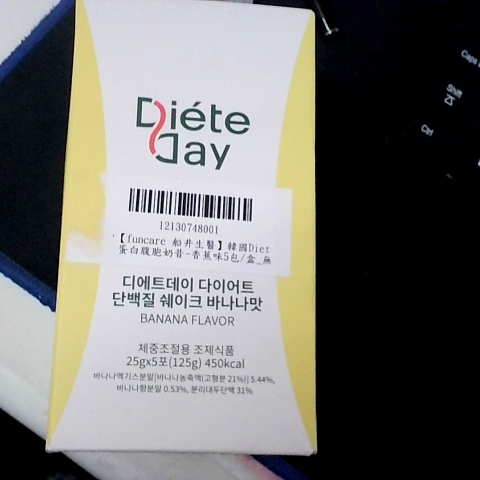 Diéte
Day
12130748001
【funcare 船井生醫】韓國Diet
蛋白腹胞奶昔-香蕉味5包/盒_無
디에트데이 다이어트
단백질 쉐이크 바나나맛
BANANA FLAVOR
체중조절용 조제식품
25gx5포(125g) 450kcal
바나나엑기스분말[바나나농축액(고형분 21%)] 5.44%,
바나나향분말 0.53%, 분리대두단백 31%
Caps
Shift